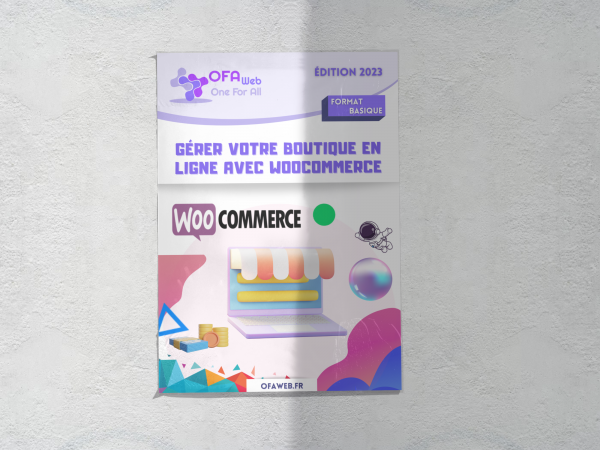 OFA Web
One For All
ÉDITION 2023
FORMAT
BASIQUE
GÉRER VOTRE BOUTIQUE EN
LIGNE AVEC WOOCOMMERCE
WOO COMMERCE
OFAWEB.FR